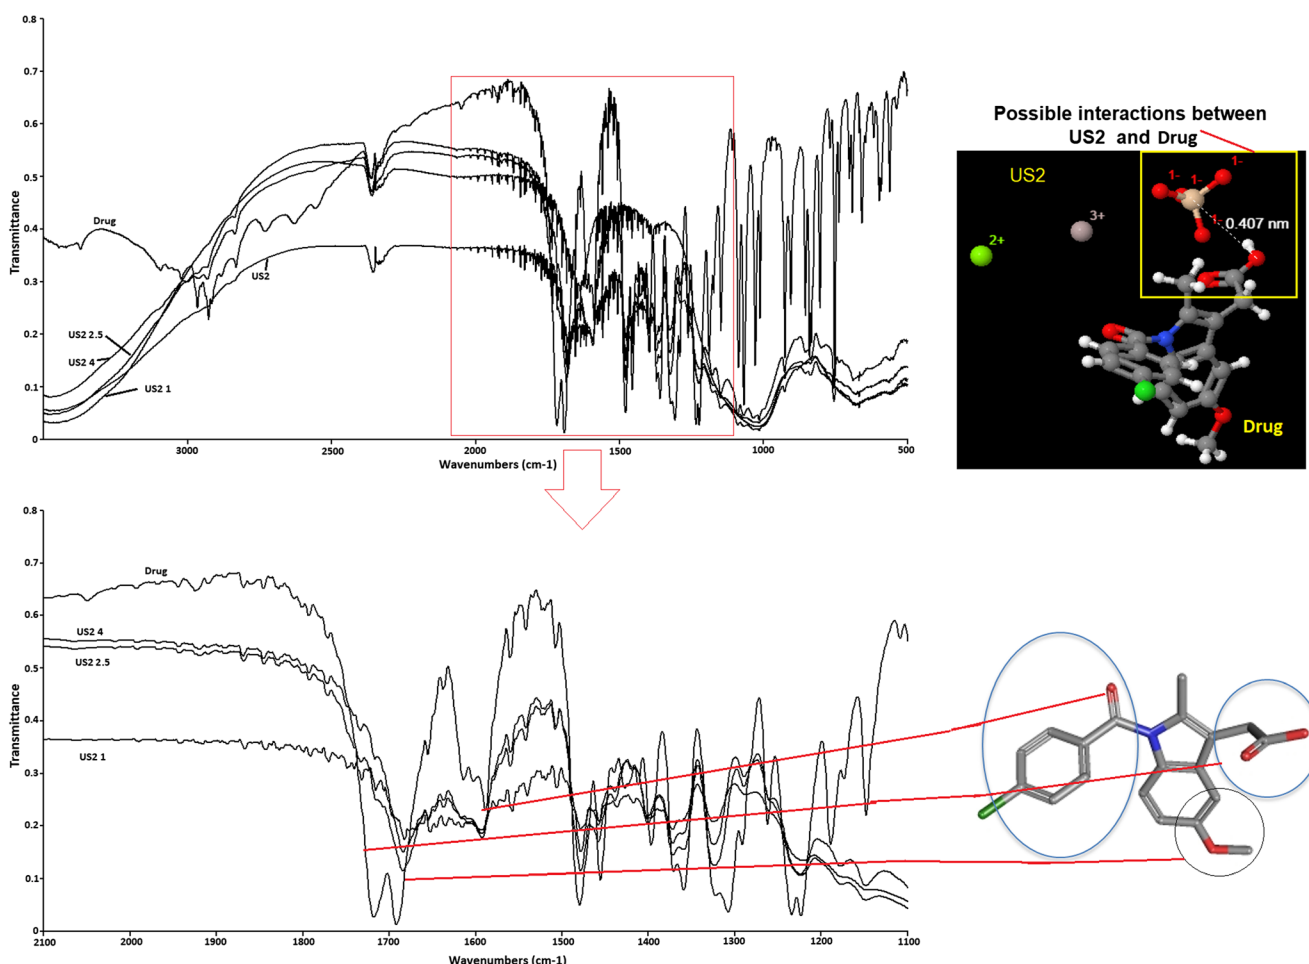 0.8
0.7
0.6
0.5
0.4
0.3
0.2
0.1
0
Transmittance
Drug
US2
US2 2.5
US2 4
US2 1
3000
2500
2000
1500
1000
500
Wavenumbers (cm-1)
Possible interactions between
US2 and Drug
US2
1-
1-
1-
1-
0.407 nm
3+
2+
Drug
0.8
0.7
0.6
0.5
0.4
0.3
0.2
0.1
0
Transmittance
Drug
US2 4
US2 2.5
US2 1
2100
2000
1900
1800
1700
1600
1500
1400
1300
1200
1100
Wavenumbers (cm-1)